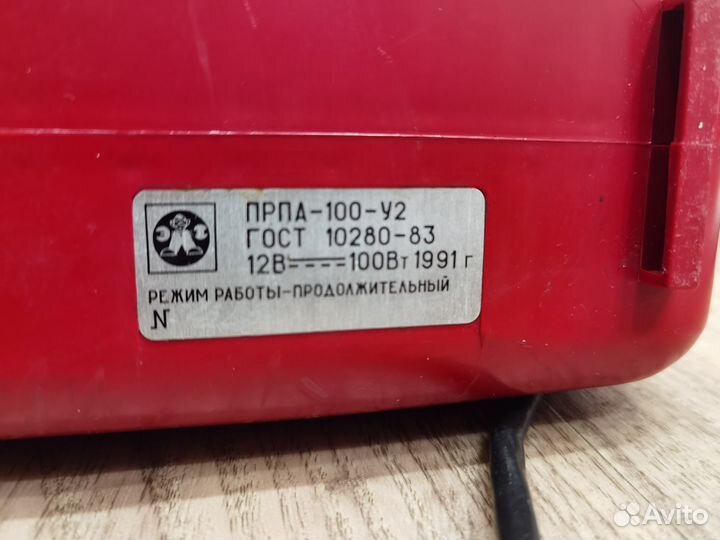 ПРПА-100-У2
ГОСТ 10280-83
12В ⎓ 100Вт 1991 г
РЕЖИМ РАБОТЫ-ПРОДОЛЖИТЕЛЬНЫЙ
N
Avito